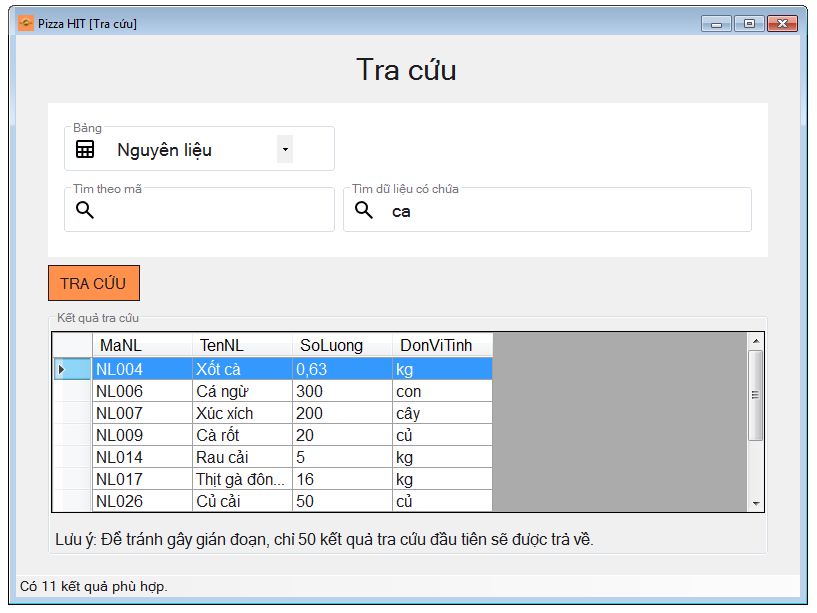 Pizza HIT [Tra cứu]
Tra cứu
Bảng
Nguyên liệu
Tìm theo mã
Tìm dữ liệu có chứa
ca
TRA CỨU
Kết quả tra cứu
MaNL TenNL SoLuong DonViTinh
NL004 Xốt cà 0,63 kg
NL006 Cá ngừ 300 con
NL007 Xúc xích 200 cây
NL009 Cà rốt 20 củ
NL014 Rau cải 5 kg
NL017 Thịt gà đôn... 16 kg
NL026 Củ cải 50 củ
Lưu ý: Để tránh gây gián đoạn, chỉ 50 kết quả tra cứu đầu tiên sẽ được trả về.
Có 11 kết quả phù hợp.